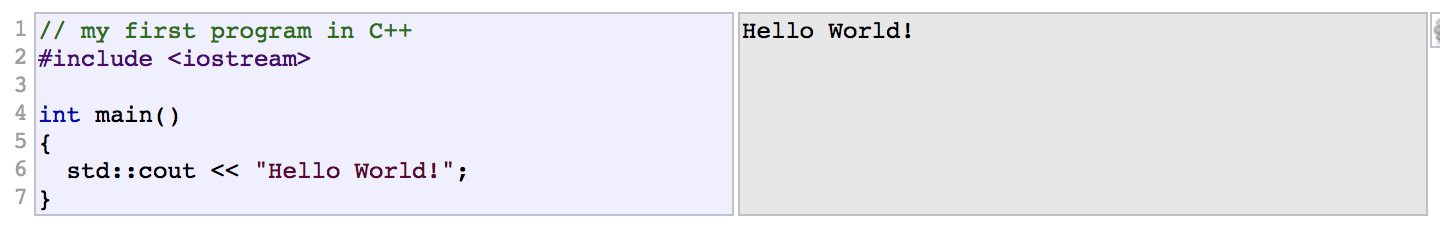 1 // my first program in C++ Hello World!
2 #include <iostream>
3
4 int main()
5 {
6   std::cout << "Hello World!";
7 }